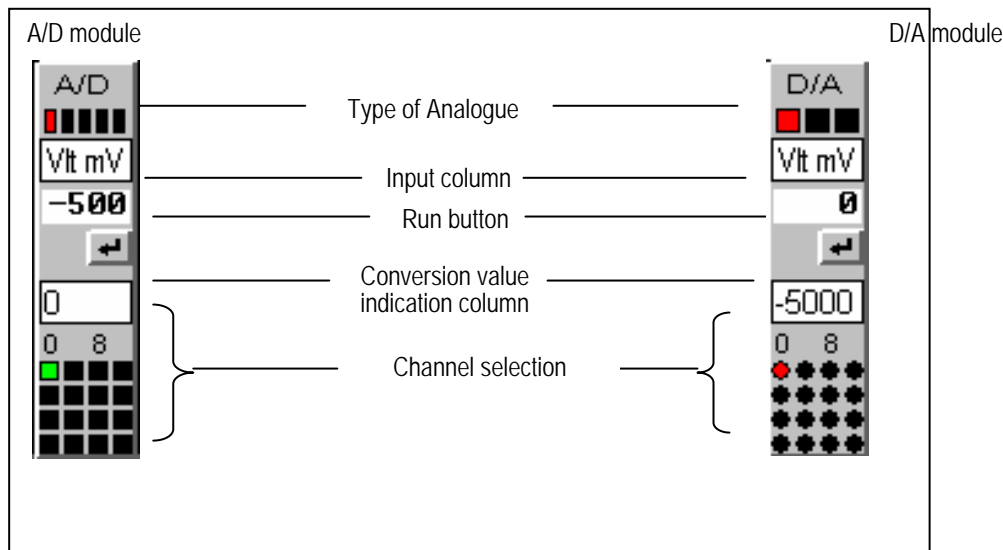 A/D module
D/A module
A/D
D/A
Type of Analogue
Vlt mV
Vlt mV
Input column
-500
0
Run button
Conversion value
indication column
0
-5000
0 8
0 8
Channel selection